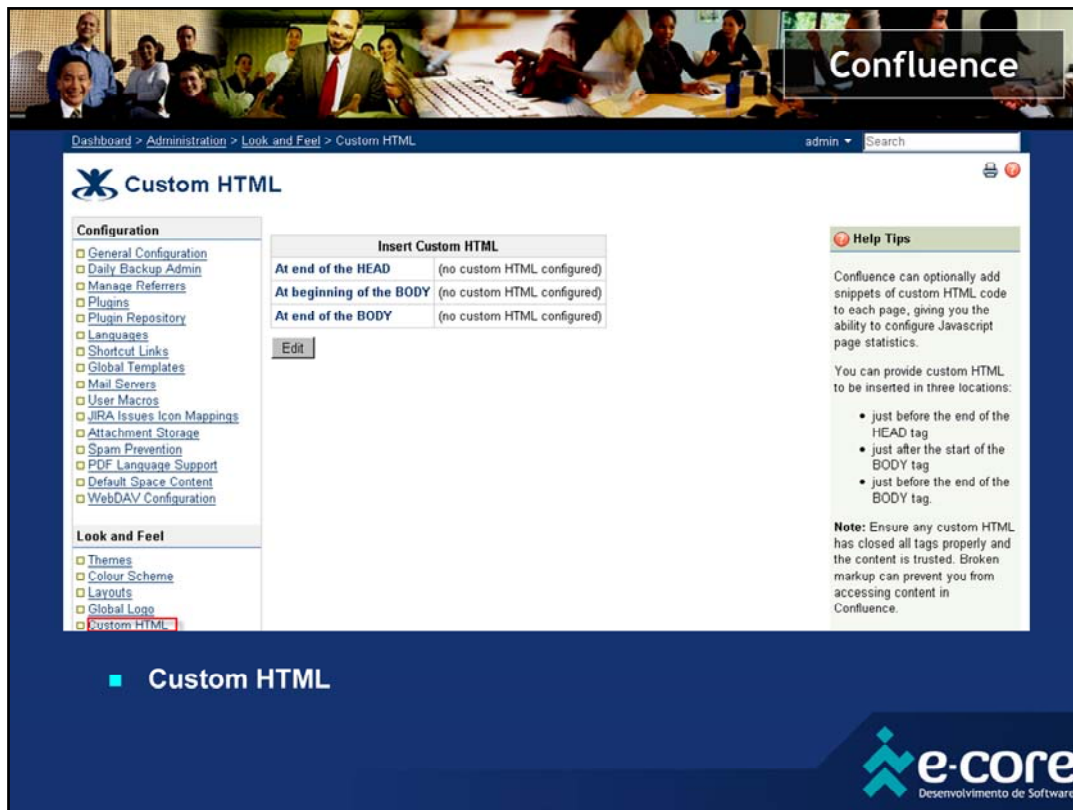 Confluence
Dashboard > Administration > Look and Feel > Custom HTML
admin
Search
Custom HTML
Configuration
General Configuration
Daily Backup Admin
Manage Referrers
Plugins
Plugin Repository
Languages
Shortcut Links
Global Templates
Mail Servers
User Macros
JIRA Issues Icon Mappings
Attachment Storage
Spam Prevention
PDF Language Support
Default Space Content
WebDAV Configuration
Look and Feel
Themes
Colour Scheme
Layouts
Global Logo
Custom HTML
Insert Custom HTML
At end of the HEAD (no custom HTML configured)
At beginning of the BODY (no custom HTML configured)
At end of the BODY (no custom HTML configured)
Edit
Help Tips
Confluence can optionally add
snippets of custom HTML code
to each page, giving you the
ability to configure Javascript
page statistics.
You can provide custom HTML
to be inserted in three locations:
• just before the end of the
HEAD tag
• just after the start of the
BODY tag
• just before the end of the
BODY tag.
Note: Ensure any custom HTML
has closed all tags properly and
the content is trusted. Broken
markup can prevent you from
accessing content in
Confluence.
Custom HTML
e-core
Desenvolvimento de Software